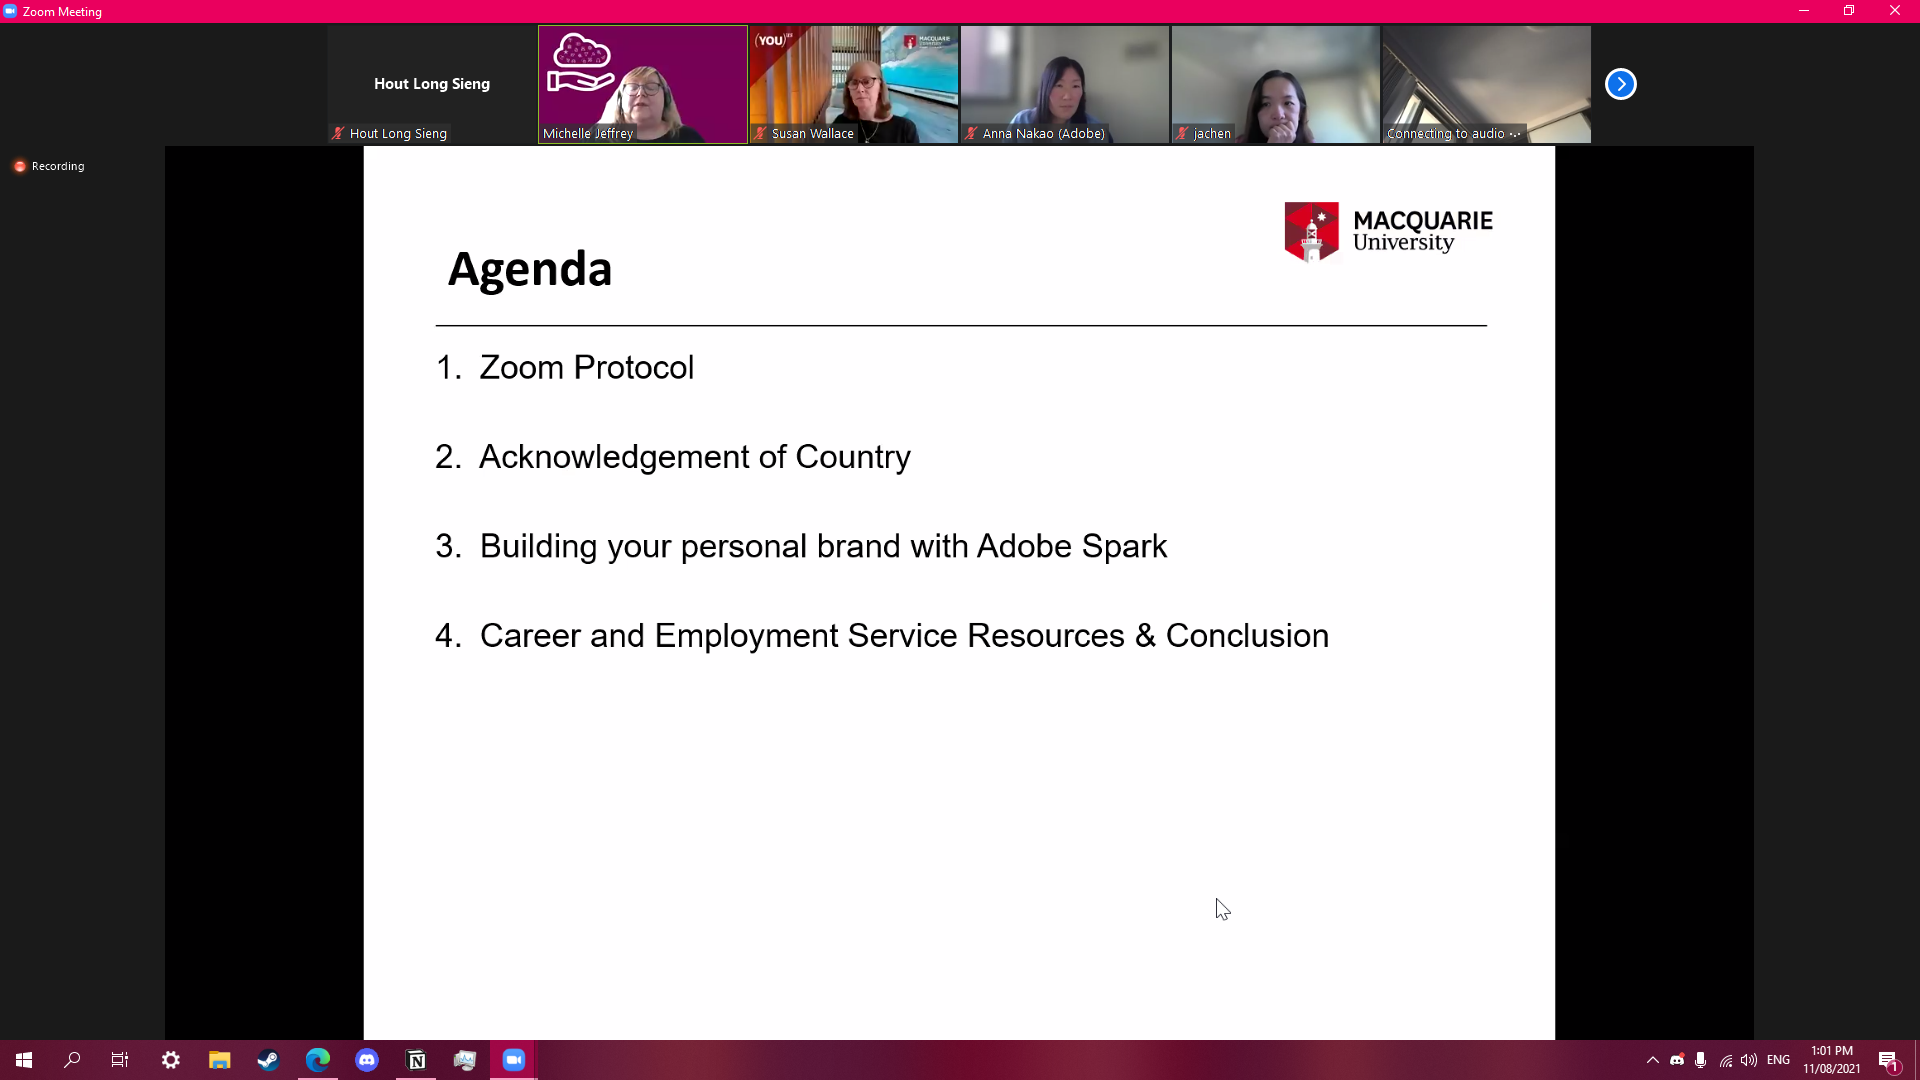 Zoom Meeting
Hout Long Sieng
Hout Long Sieng
Michelle Jeffrey
(YOU)
MACQUARIE
University
Susan Wallace
Anna Nakao (Adobe)
jachen
Connecting to audio
Recording
MACQUARIE
University
Agenda
1. Zoom Protocol
2. Acknowledgement of Country
3. Building your personal brand with Adobe Spark
4. Career and Employment Service Resources & Conclusion
ENG
1:01 PM
11/08/2021
1